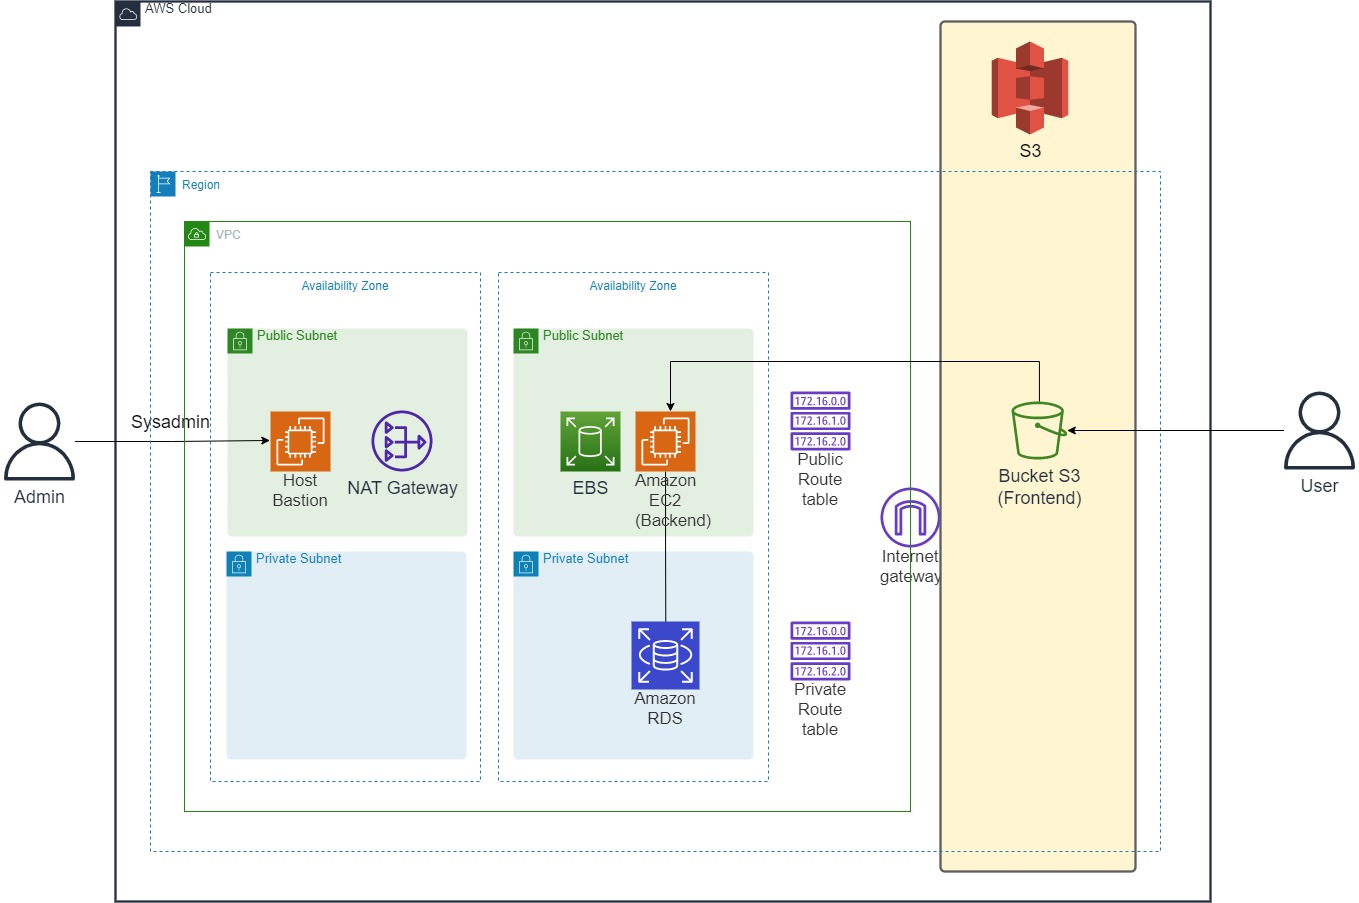 AWS Cloud
S3
Region
VPC
Availability Zone
Availability Zone
Public Subnet
Public Subnet
Sysadmin
Admin
Host
Bastion
NAT Gateway
EBS
Amazon
EC2
(Backend)
172.16.0.0
172.16.1.0
172.16.2.0
Public
Route
table
Internet
gateway
Bucket S3
(Frontend)
User
Private Subnet
Private Subnet
Amazon
RDS
172.16.0.0
172.16.1.0
172.16.2.0
Private
Route
table